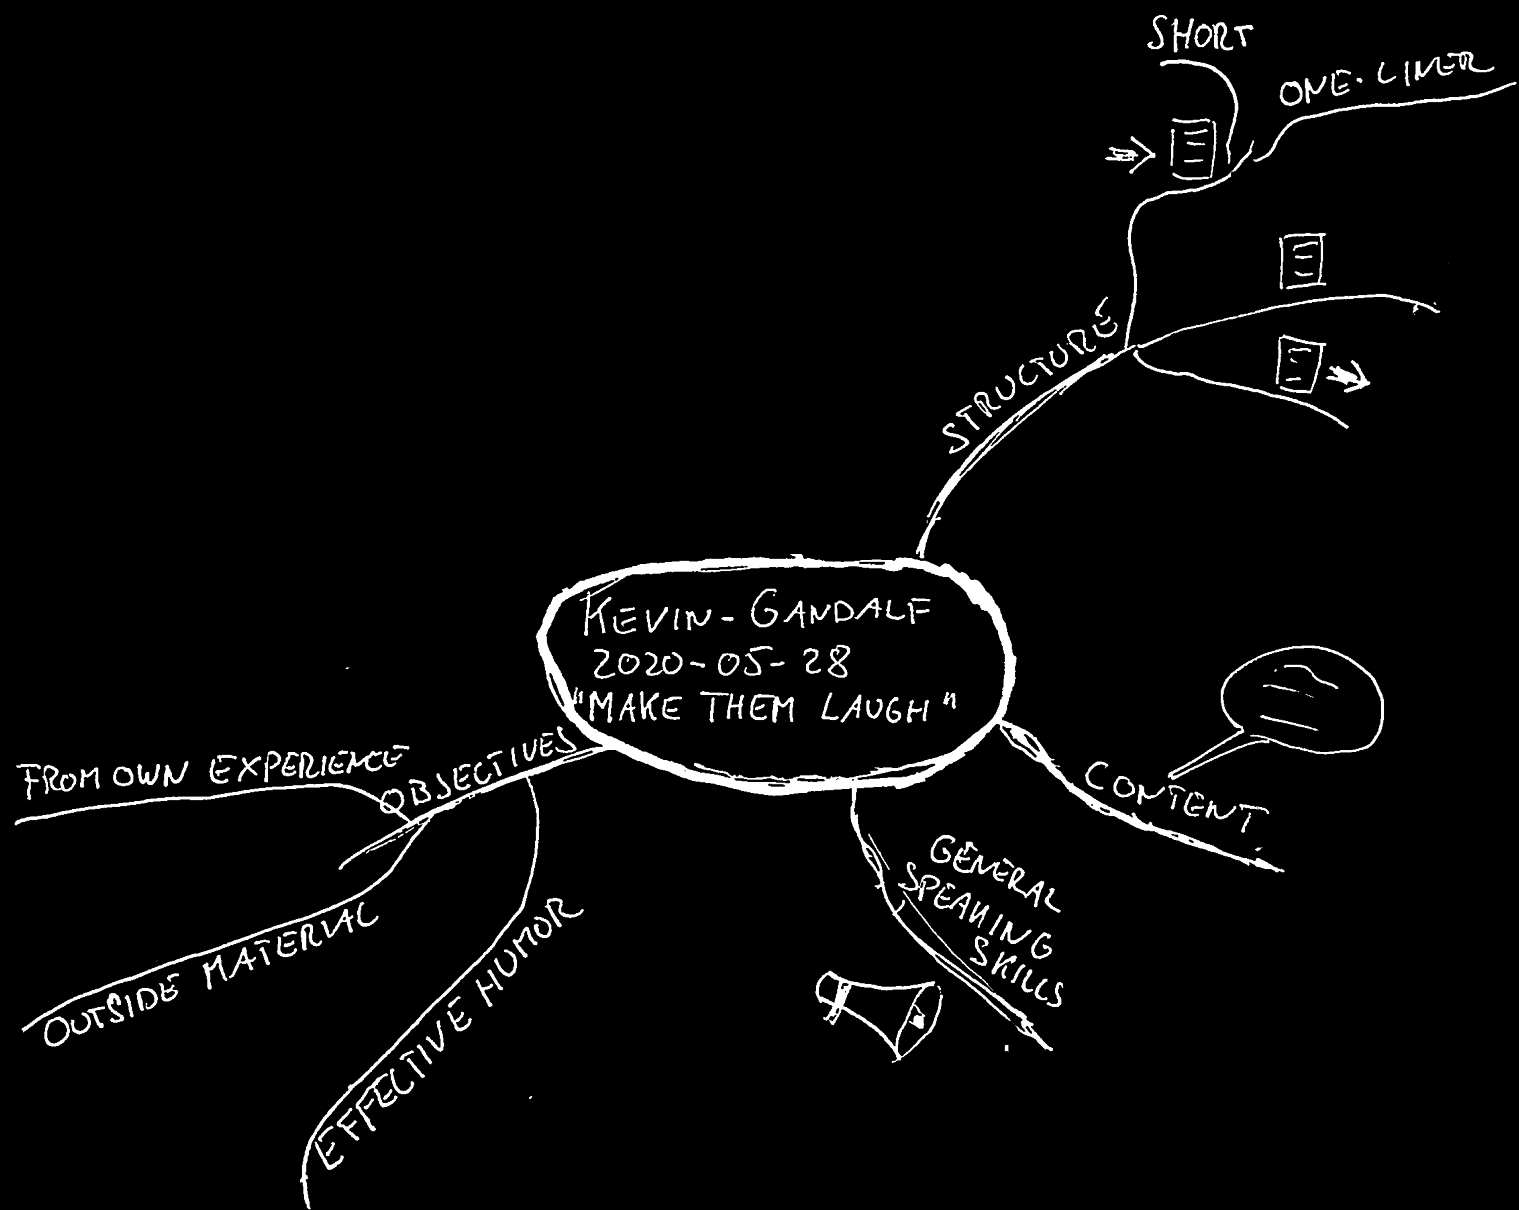 SHORT
ONE-LINER
STRUCTURE
KEVIN-GANDALF
2020-05-28
"MAKE THEM LAUGH"
CONTENT
GENERAL
SPEAKING
SKILLS
OBJECTIVES
FROM OWN EXPERIENCE
OUTSIDE MATERIAL
EFFECTIVE HUMOR